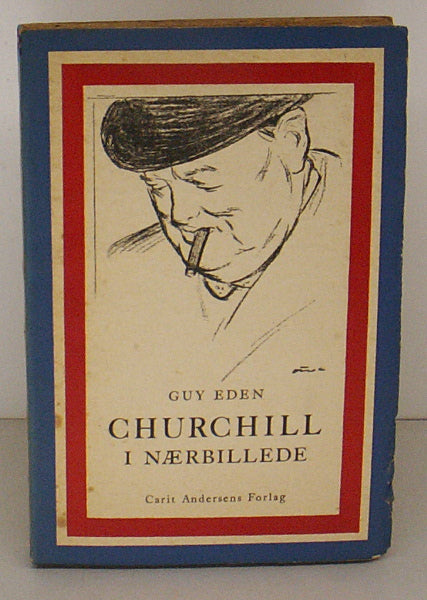 GUY EDEN
CHURCHILL
I NÆRBILLEDE
Carit Andersens Forlag